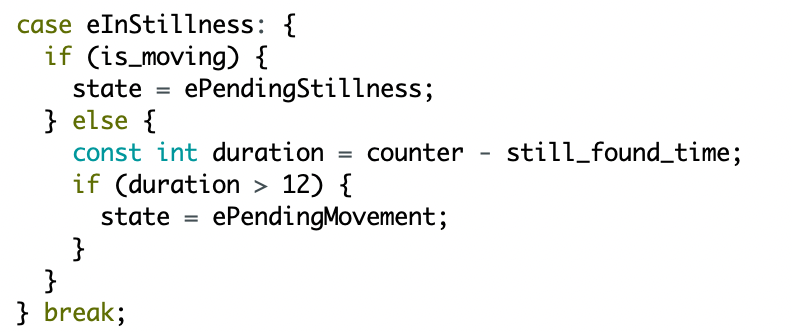 case eInStillness: {
  if (is_moving) {
    state = ePendingStillness;
  } else {
    const int duration = counter - still_found_time;
    if (duration > 12) {
      state = ePendingMovement;
    }
  }
} break;